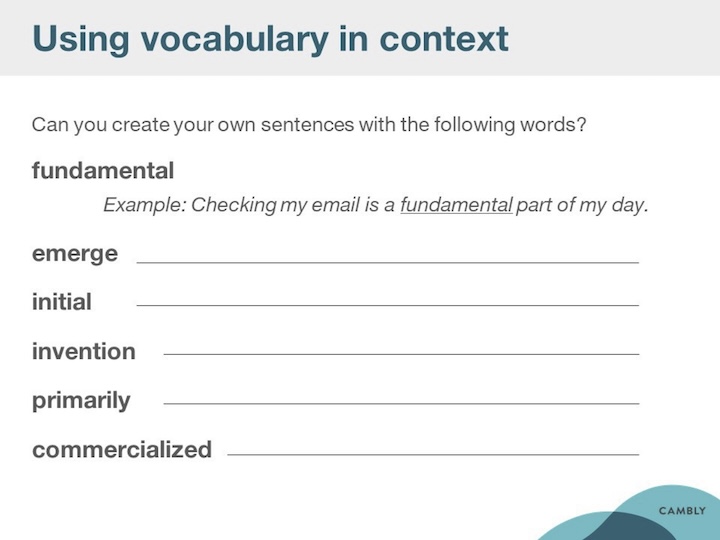 Using vocabulary in context
Can you create your own sentences with the following words?
fundamental
Example: Checking my email is a fundamental part of my day.
emerge
initial
invention
primarily
commercialized
CAMBLY